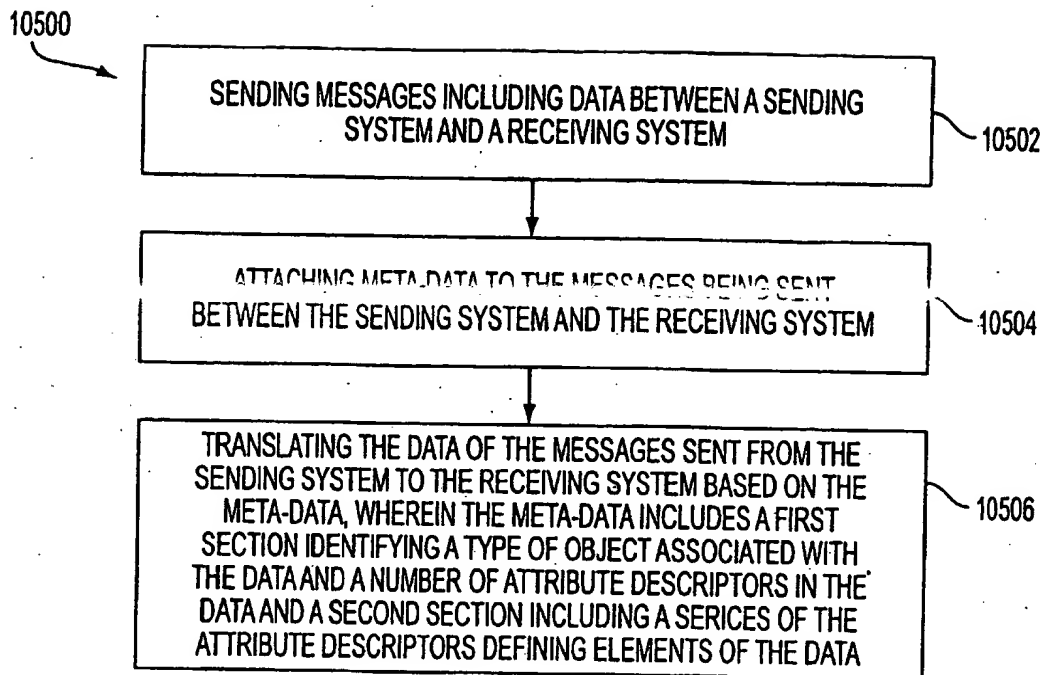 10500
SENDING MESSAGES INCLUDING DATA BETWEEN A SENDING
SYSTEM AND A RECEIVING SYSTEM
10502
ATTACHING META-DATA TO THE MESSAGES BEING SENT
BETWEEN THE SENDING SYSTEM AND THE RECEIVING SYSTEM
10504
TRANSLATING THE DATA OF THE MESSAGES SENT FROM THE
SENDING SYSTEM TO THE RECEIVING SYSTEM BASED ON THE
META-DATA, WHEREIN THE META-DATA INCLUDES A FIRST
SECTION IDENTIFYING A TYPE OF OBJECT ASSOCIATED WITH
THE DATA AND A NUMBER OF ATTRIBUTE DESCRIPTORS IN THE
DATA AND A SECOND SECTION INCLUDING A SERICES OF THE
ATTRIBUTE DESCRIPTORS DEFINING ELEMENTS OF THE DATA
10506